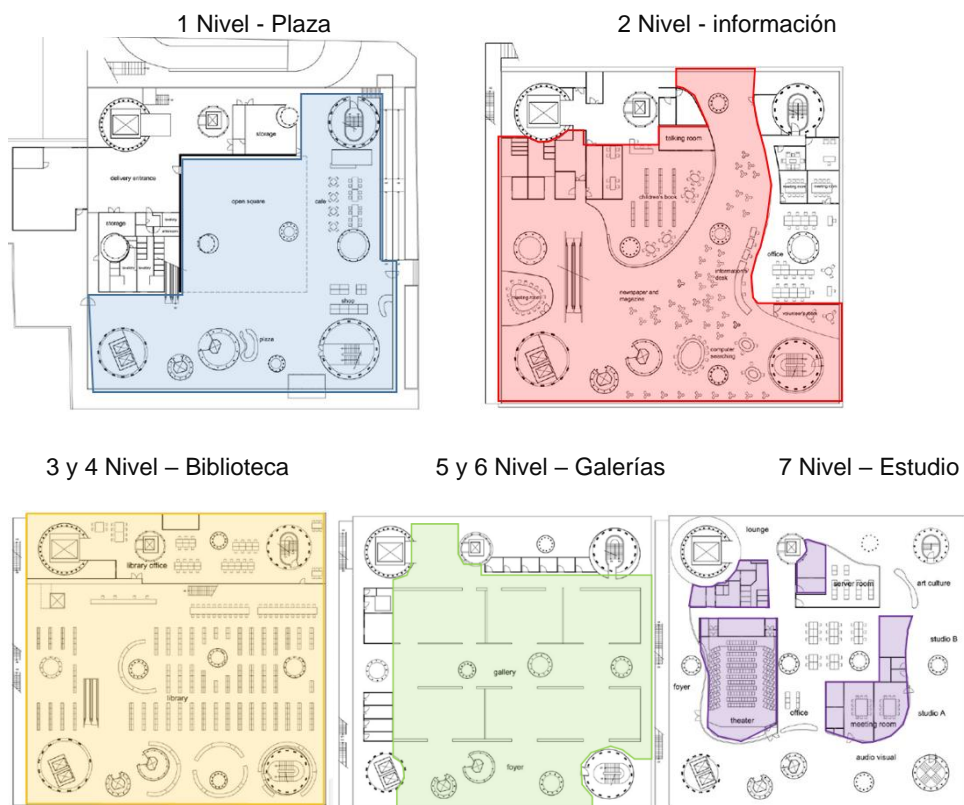 1 Nivel - Plaza
2 Nivel - información
storage
delivery entrance
open square
cafe
storage
shop
plaza
talking room
children's book
meeting room
meeting room
office
information desk
newspaper and magazine
meeting room
computer searching
3 y 4 Nivel – Biblioteca
5 y 6 Nivel – Galerías
7 Nivel – Estudio
library office
library
gallery
foyer
lounge
server room
art culture
studio B
foyer
studio A
theater
office
meeting room
audio visual